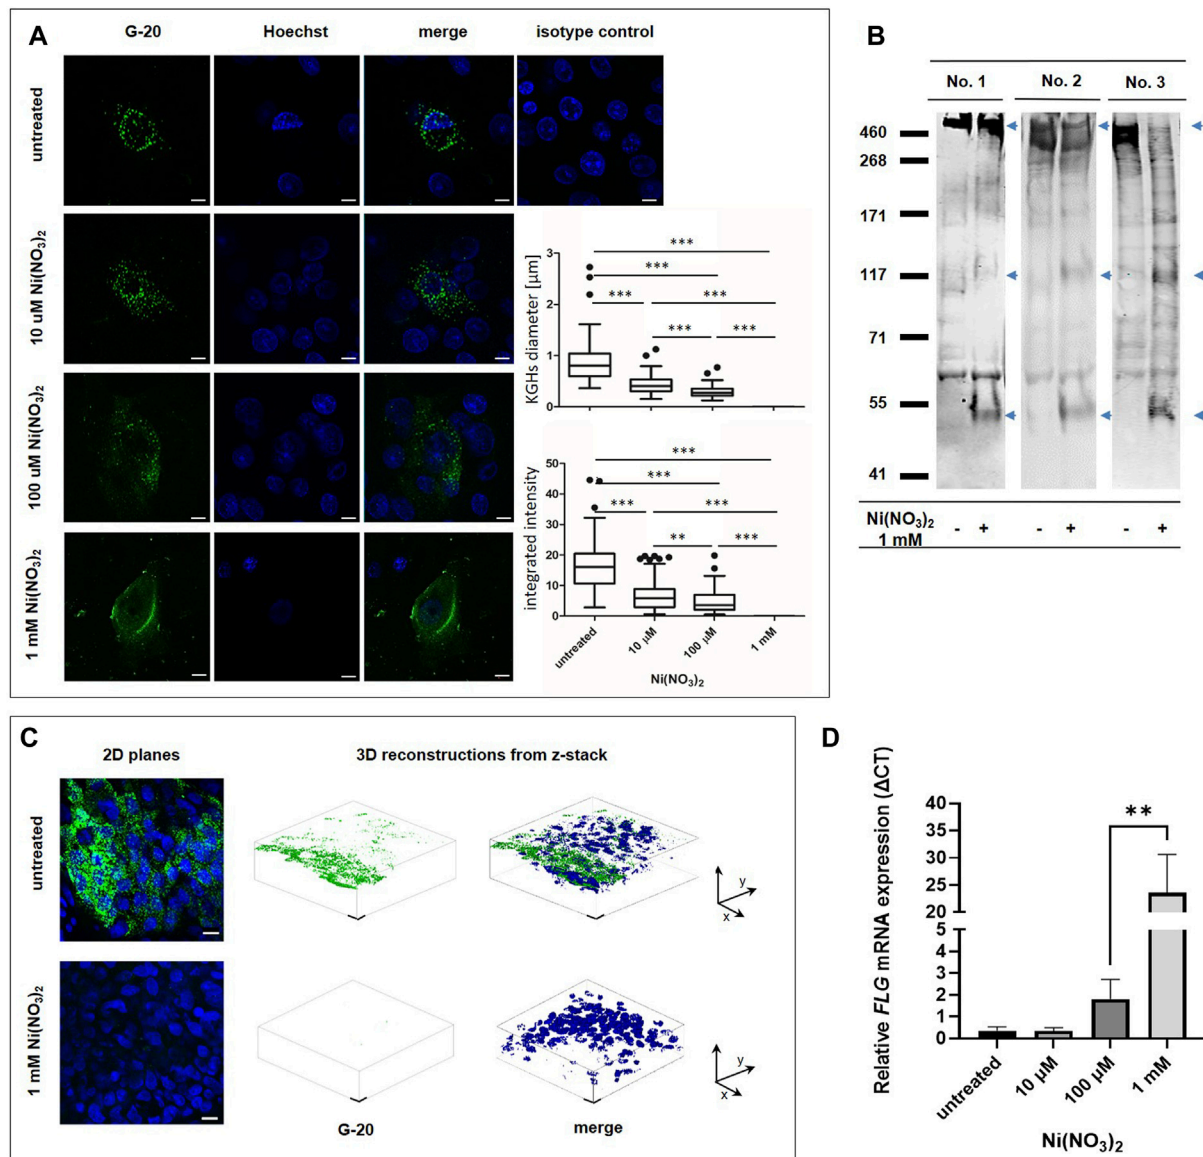 A
G-20 Hoechst merge isotype control
untreated
10 uM Ni(NO3)2
100 uM Ni(NO3)2
1 mM Ni(NO3)2
KGHs diameter [µm]
3
2
1
0
***
***
*** ***
*** ***
integrated intensity
50
40
30
20
10
0
***
***
*** ***
** ***
untreated 10 µM 100 µM 1 mM
Ni(NO3)2
B
No. 1 No. 2 No. 3
460
268
171
117
71
55
41
Ni(NO3)2 - + - + - +
1 mM
C
2D planes 3D reconstructions from z-stack
untreated
y
x
1 mM Ni(NO3)2
y
x
G-20 merge
D
Relative FLG mRNA expression (ΔCT)
40
35
30
25
20
5
4
3
2
1
0
**
untreated 10 µM 100 µM 1 mM
Ni(NO3)2